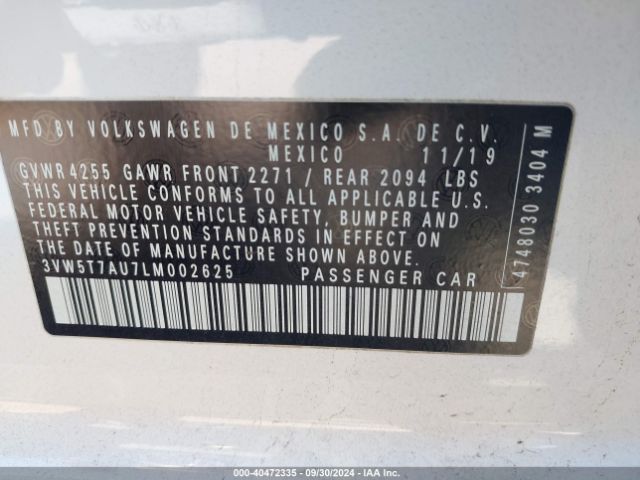 MFD BY VOLKSWAGEN DE MEXICO S.A. DE C.V.
MEXICO 11/19
GVWR 4255 GAWR FRONT 2271 / REAR 2094 LBS
THIS VEHICLE CONFORMS TO ALL APPLICABLE U.S.
FEDERAL MOTOR VEHICLE SAFETY, BUMPER AND
THEFT PREVENTION STANDARDS IN EFFECT ON
THE DATE OF MANUFACTURE SHOWN ABOVE.
3VW5T7AU7LM002625 PASSENGER CAR
4748030 3404 M
000-40472335 - 09/30/2024 - IAA Inc.